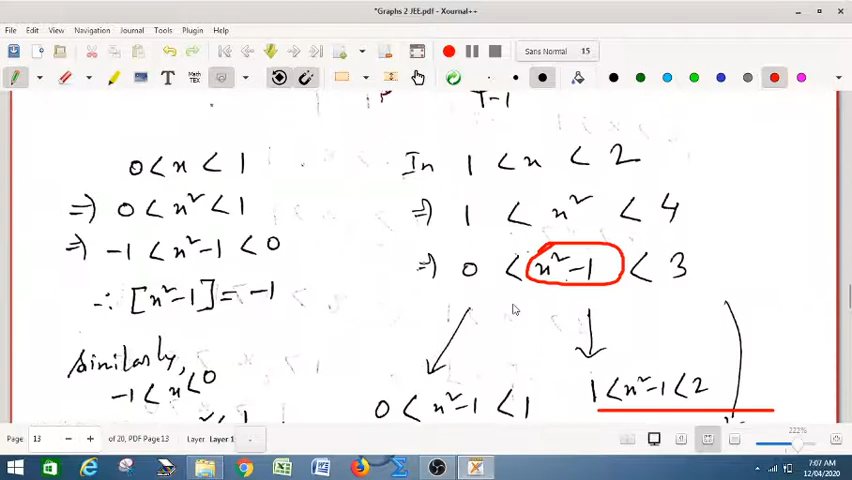 *Graphs 2 JEE.pdf - Xournal++
File Edit View Navigation Journal Tools Plugin Help
Sans Normal 15
T-1
0 < x < 1
⇒ 0 < x² < 1
⇒ -1 < x²-1 < 0
∴ [x²-1] = -1
Similarly,
-1 < x < 0
In 1 < x < 2
⇒ 1 < x² < 4
⇒ 0 < x²-1 < 3
0 < x²-1 < 1
1 < x²-1 < 2
Page 13 of 20, PDF Page 13 Layer Layer 1
222%
7:07 AM
12/04/2020